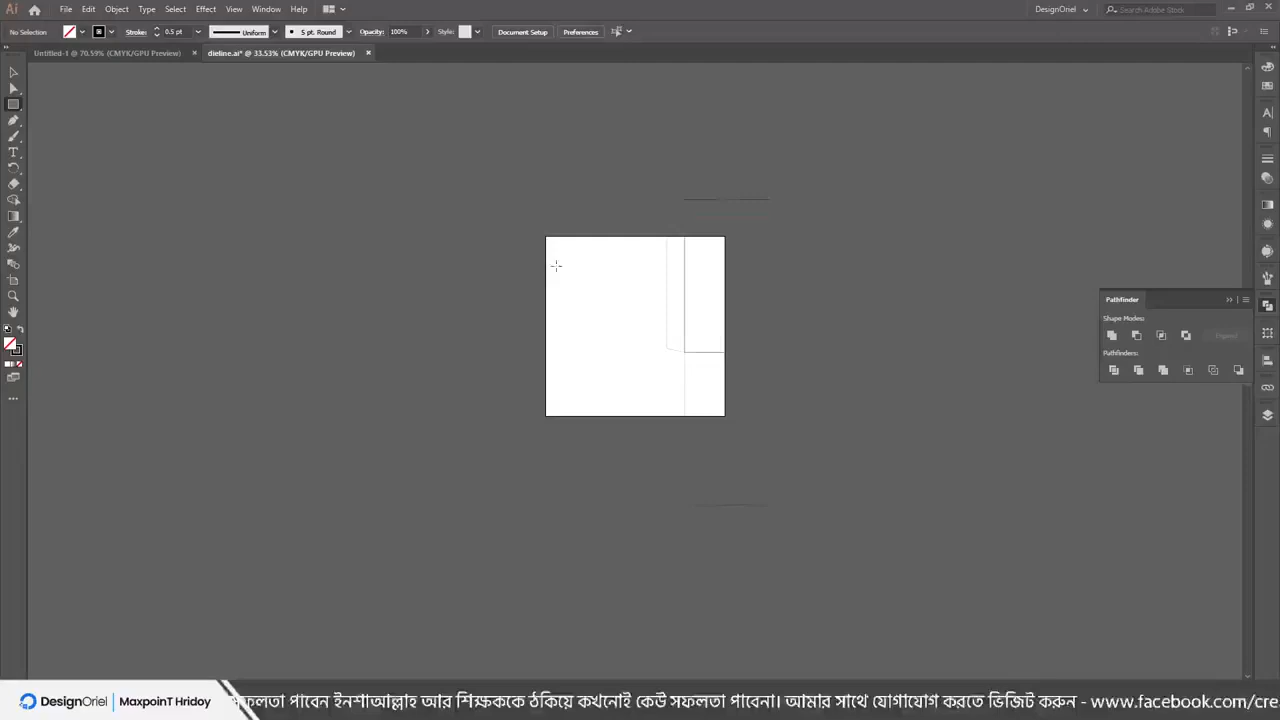 Ai File Edit Object Type Select Effect View Window Help DesignOriel Search Adobe Stock
No Selection Stroke: 0.5 pt Uniform 5 pt. Round Opacity: 100% Style: Document Setup Preferences
Untitled-1 @ 70.59% (CMYK/GPU Preview) × dieline.ai* @ 33.53% (CMYK/GPU Preview) ×
Pathfinder
Shape Modes:
Expand
Pathfinders:
DesignOriel | MaxpoinT Hridoy সফলতা পাবেন ইনশাআল্লাহ আর শিক্ষককে ঠকিয়ে কখনোই কেউ সফলতা পাবেনা। আমার সাথে যোগাযোগ করতে ভিজিট করুন - www.facebook.com/cre